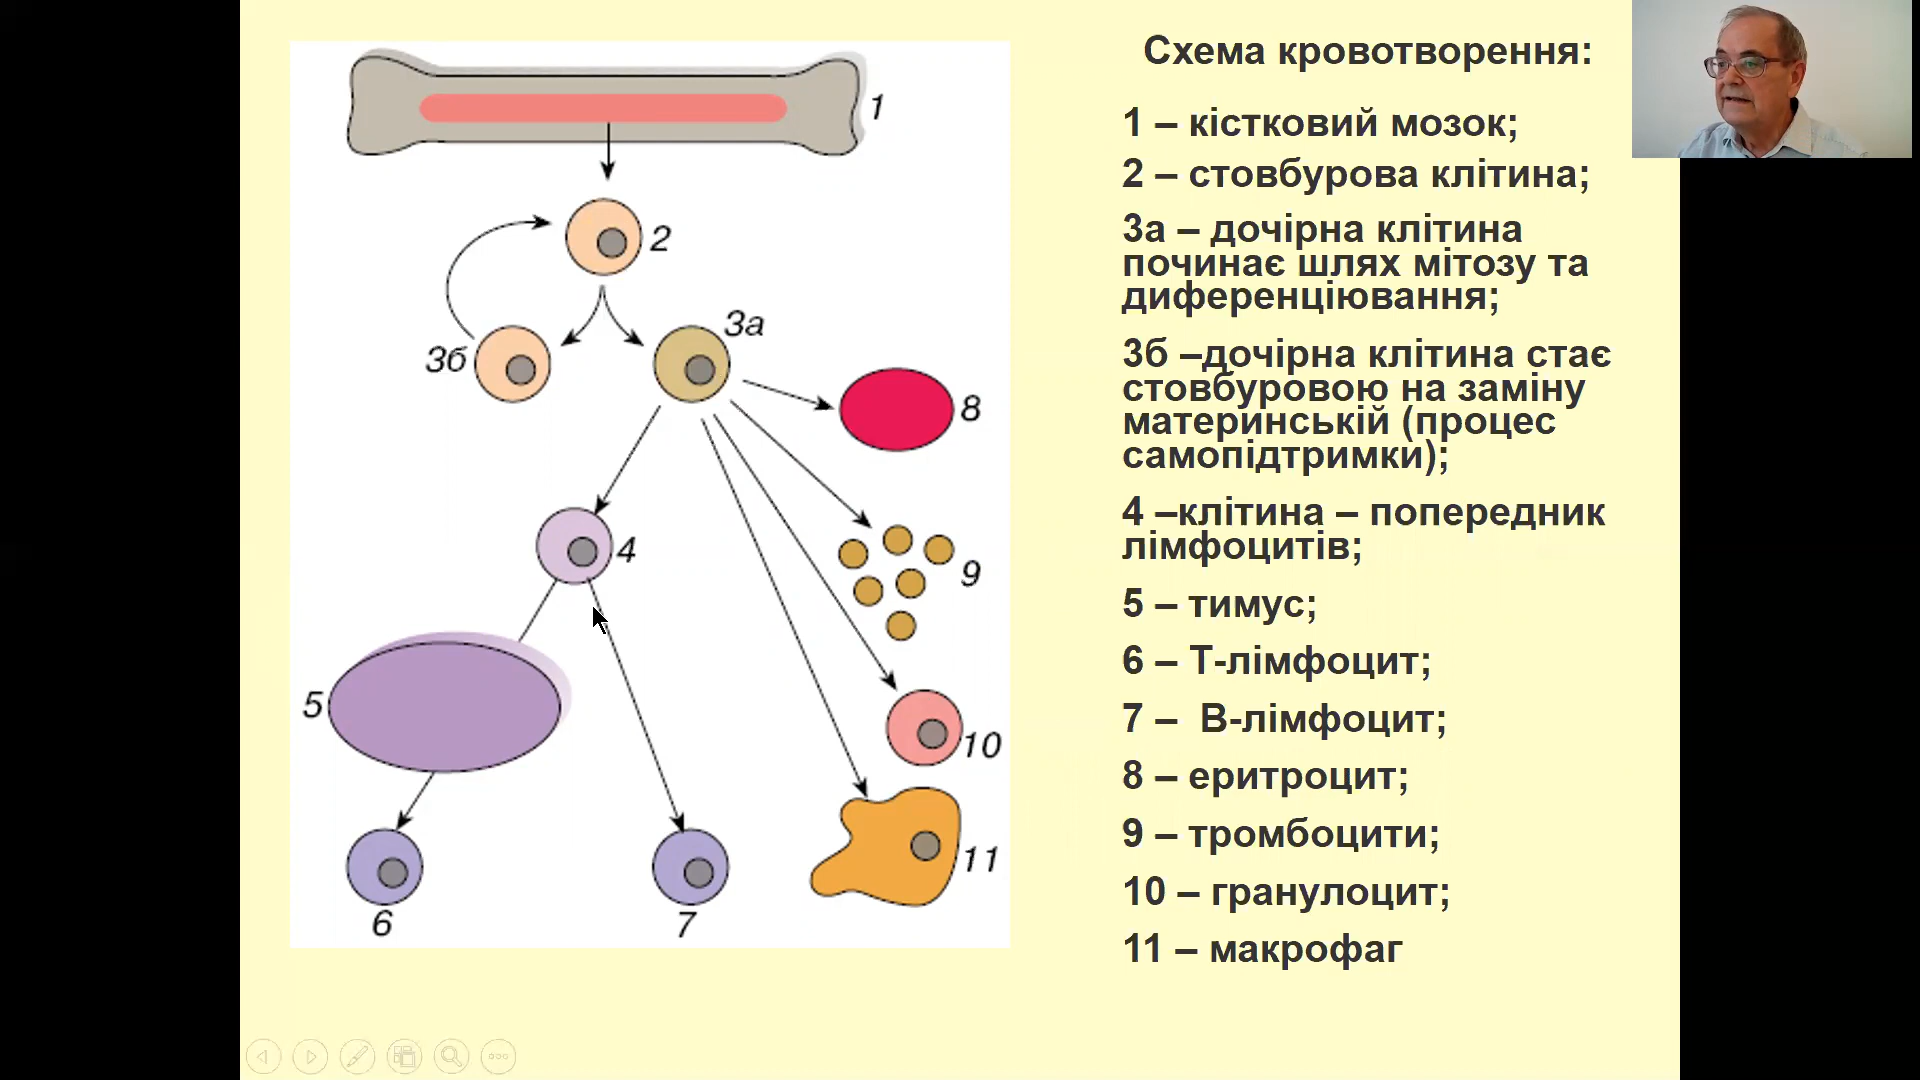 Схема кровотворення:
1 – кістковий мозок;
2 – стовбурова клітина;
3а – дочірна клітина
починає шлях мітозу та
диференціювання;
3б –дочірна клітина стає
стовбуровою на заміну
материнській (процес
самопідтримки);
4 –клітина – попередник
лімфоцитів;
5 – тимус;
6 – Т-лімфоцит;
7 –  В-лімфоцит;
8 – еритроцит;
9 – тромбоцити;
10 – гранулоцит;
11 – макрофаг
1
2
3а
3б
8
4
9
5
10
11
6
7